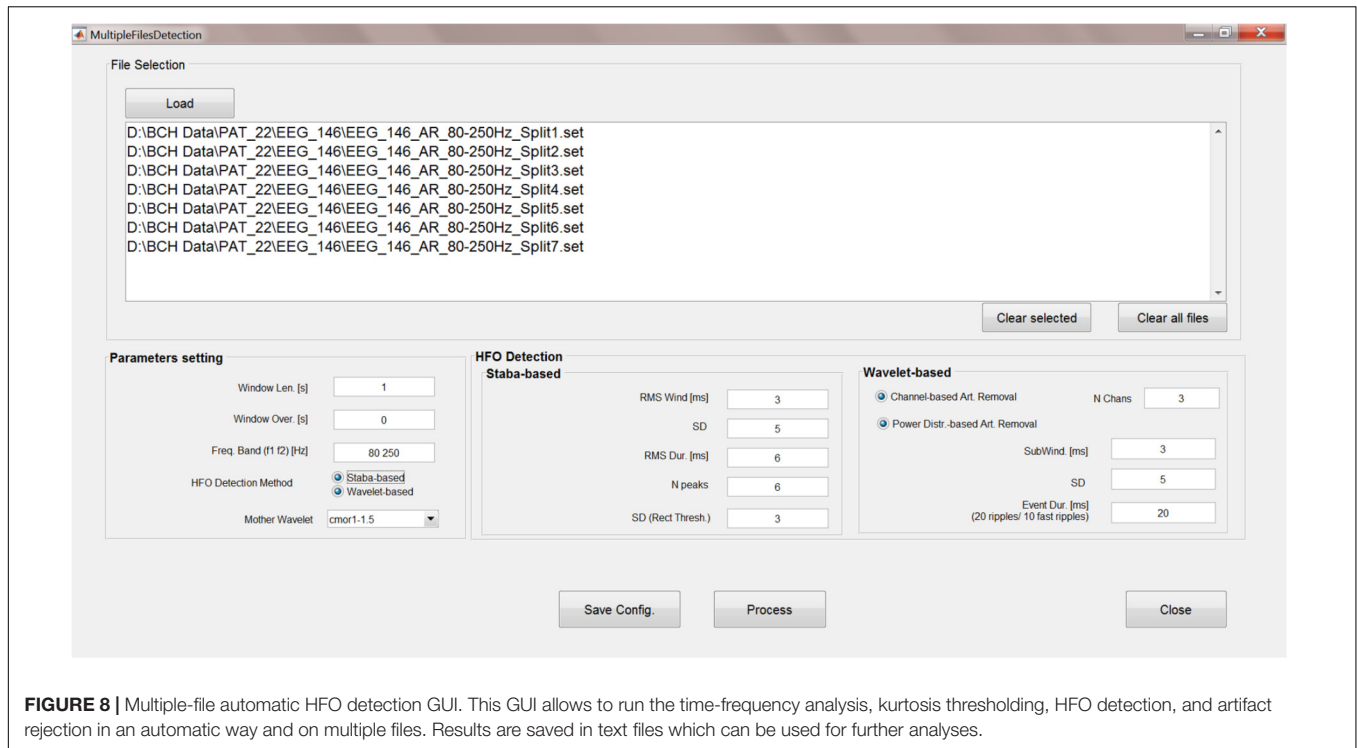 MultipleFilesDetection
File Selection
Load
D:\BCH Data\PAT_22\EEG_146\EEG_146_AR_80-250Hz_Split1.set
D:\BCH Data\PAT_22\EEG_146\EEG_146_AR_80-250Hz_Split2.set
D:\BCH Data\PAT_22\EEG_146\EEG_146_AR_80-250Hz_Split3.set
D:\BCH Data\PAT_22\EEG_146\EEG_146_AR_80-250Hz_Split4.set
D:\BCH Data\PAT_22\EEG_146\EEG_146_AR_80-250Hz_Split5.set
D:\BCH Data\PAT_22\EEG_146\EEG_146_AR_80-250Hz_Split6.set
D:\BCH Data\PAT_22\EEG_146\EEG_146_AR_80-250Hz_Split7.set
Clear selected
Clear all files
Parameters setting
Window Len. [s] 1
Window Over. [s] 0
Freq. Band (f1 f2) [Hz] 80 250
HFO Detection Method
Staba-based
Wavelet-based
Mother Wavelet cmor1-1.5
HFO Detection
Staba-based
RMS Wind [ms] 3
SD 5
RMS Dur. [ms] 6
N peaks 6
SD (Rect Thresh.) 3
Wavelet-based
Channel-based Art. Removal N Chans 3
Power Distr.-based Art. Removal
SubWind. [ms] 3
SD 5
Event Dur. [ms]
(20 ripples/ 10 fast ripples) 20
Save Config.
Process
Close
FIGURE 8 | Multiple-file automatic HFO detection GUI. This GUI allows to run the time-frequency analysis, kurtosis thresholding, HFO detection, and artifact
rejection in an automatic way and on multiple files. Results are saved in text files which can be used for further analyses.